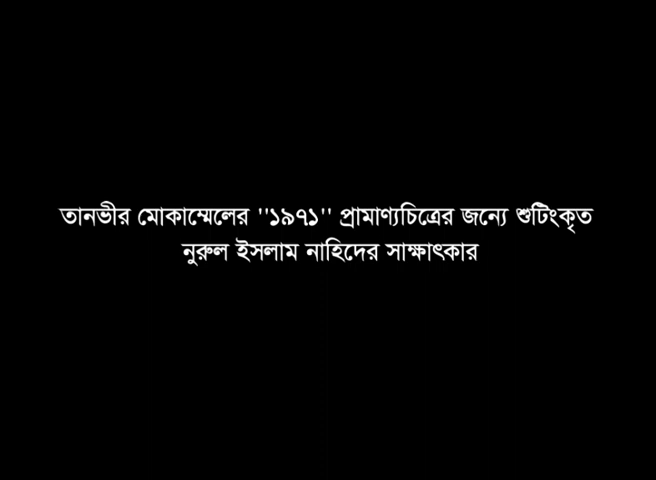 তানভীর মোকাম্মেলের "১৯৭১" প্রামাণ্যচিত্রের জন্যে শুটিংকৃত
নুরুল ইসলাম নাহিদের সাক্ষাৎকার